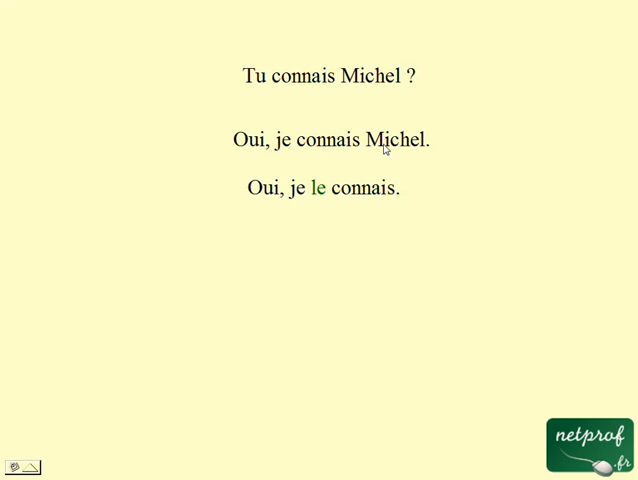 Tu connais Michel ?
Oui, je connais Michel.
Oui, je le connais.
netprof
.fr